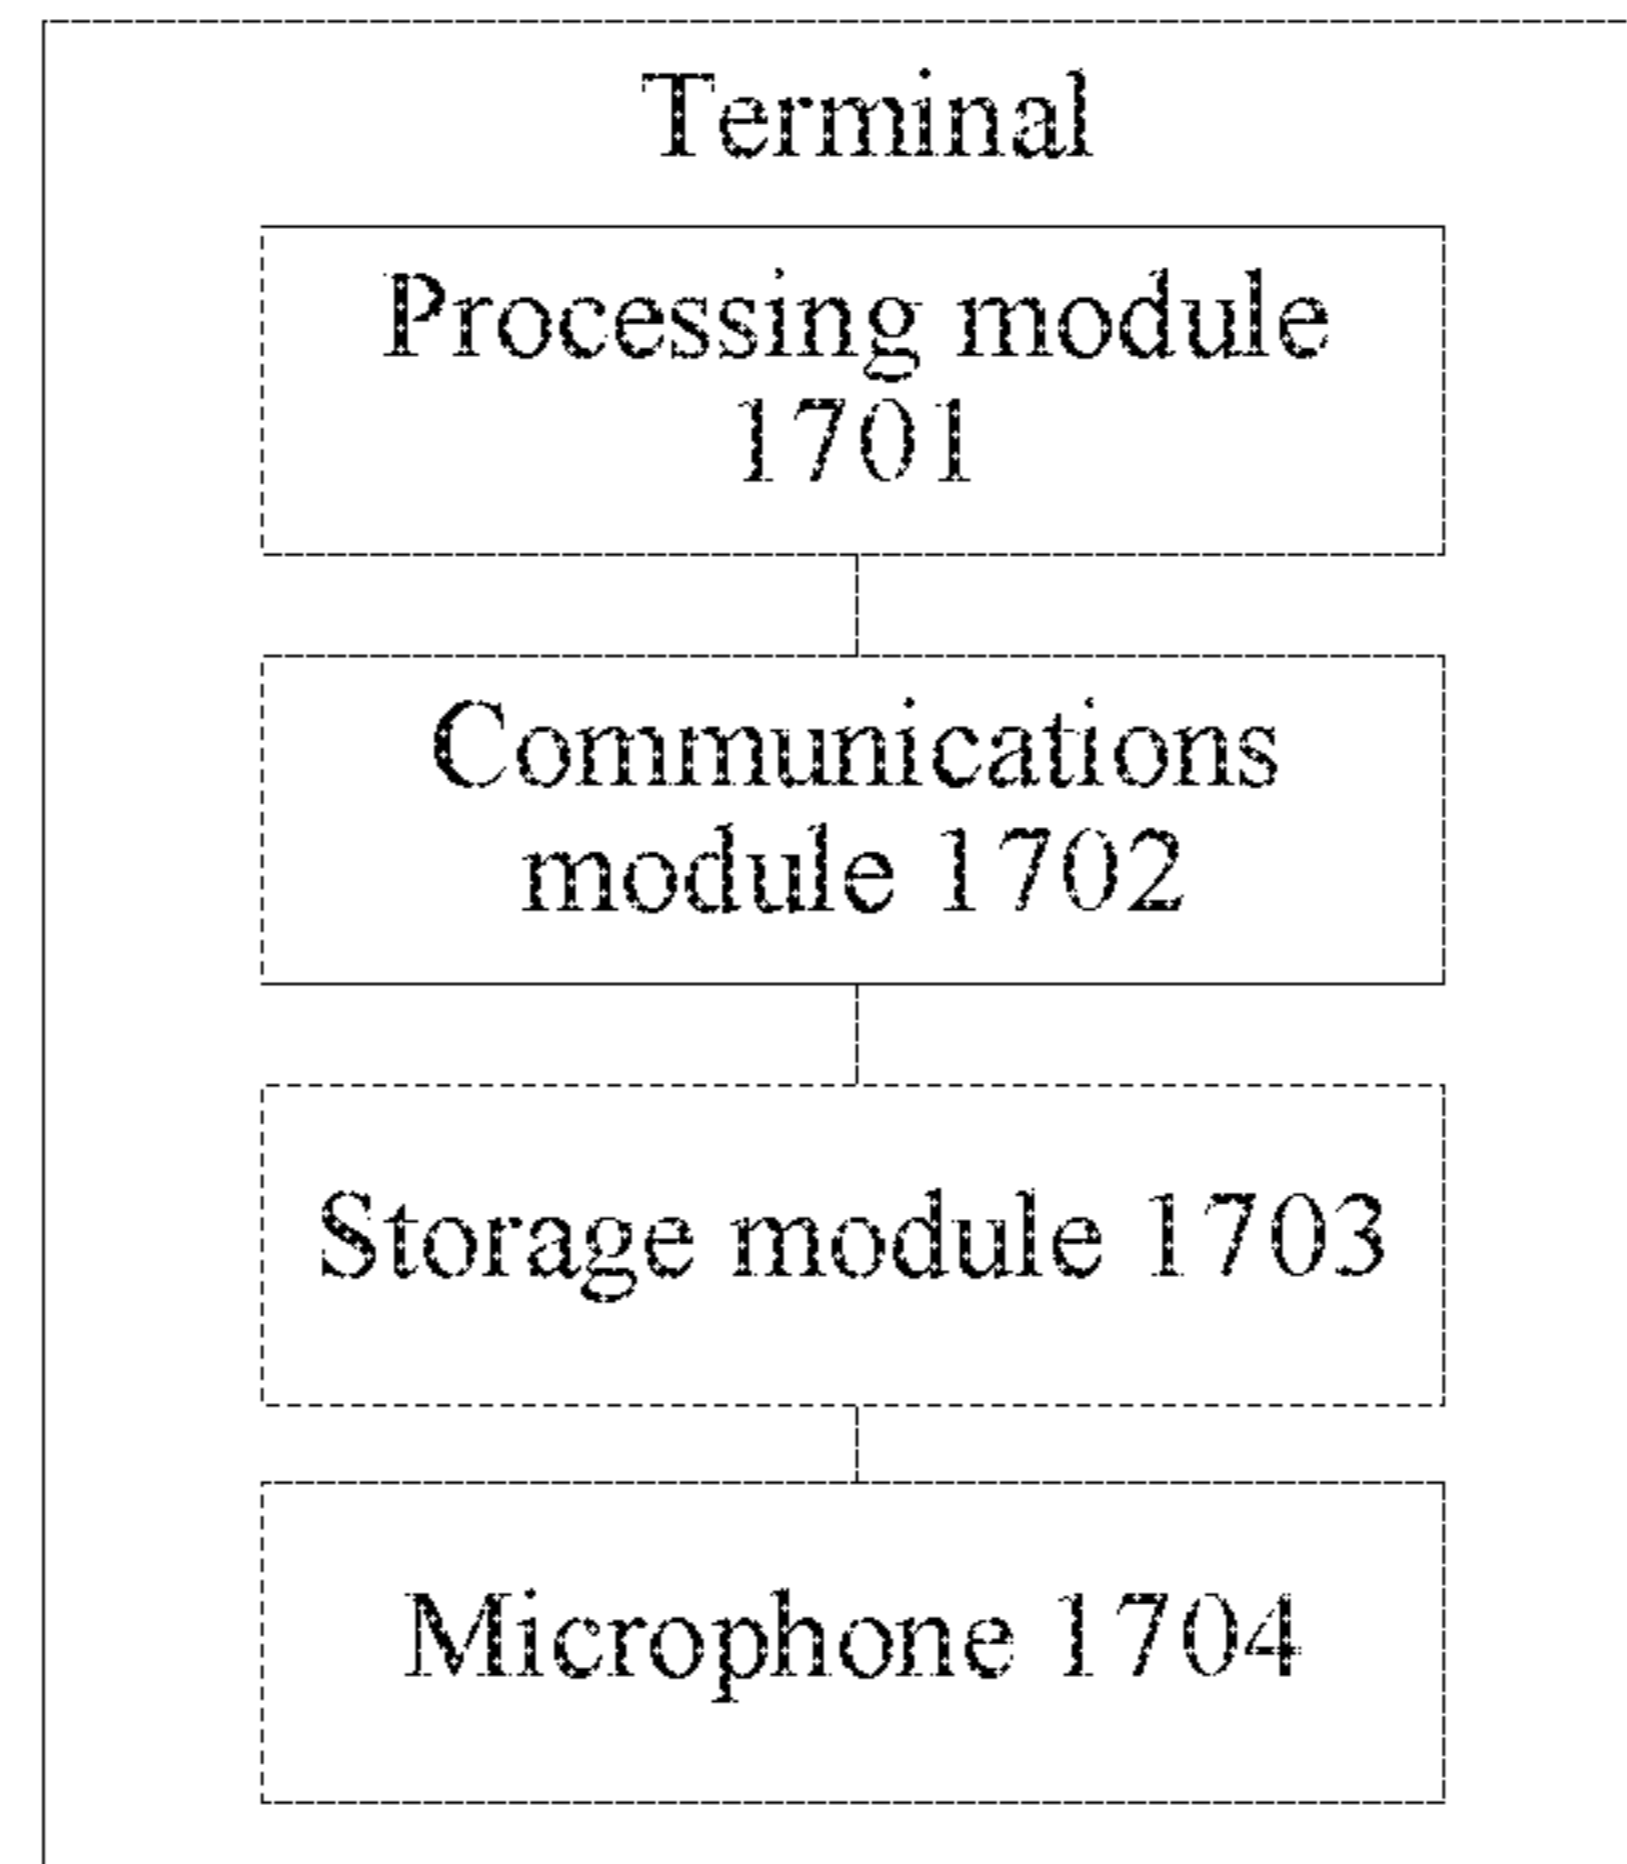 Terminal
Processing module
1701
Communications
module 1702
Storage module 1703
Microphone 1704